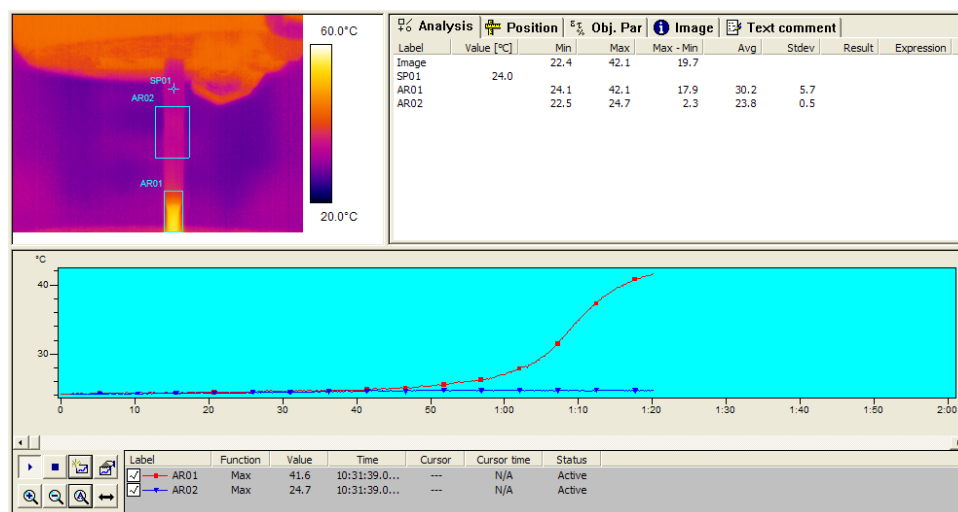 60.0°C
SP01
AR02
AR01
20.0°C
Analysis Position Obj. Par Image Text comment
Label Value [ºC] Min Max Max - Min Avg Stdev Result Expression
Image 22.4 42.1 19.7
SP01 24.0
AR01 24.1 42.1 17.9 30.2 5.7
AR02 22.5 24.7 2.3 23.8 0.5
°C
40
30
0 10 20 30 40 50 1:00 1:10 1:20 1:30 1:40 1:50 2:00
Label Function Value Time Cursor Cursor time Status
AR01 Max 41.6 10:31:39.0... --- N/A Active
AR02 Max 24.7 10:31:39.0... --- N/A Active